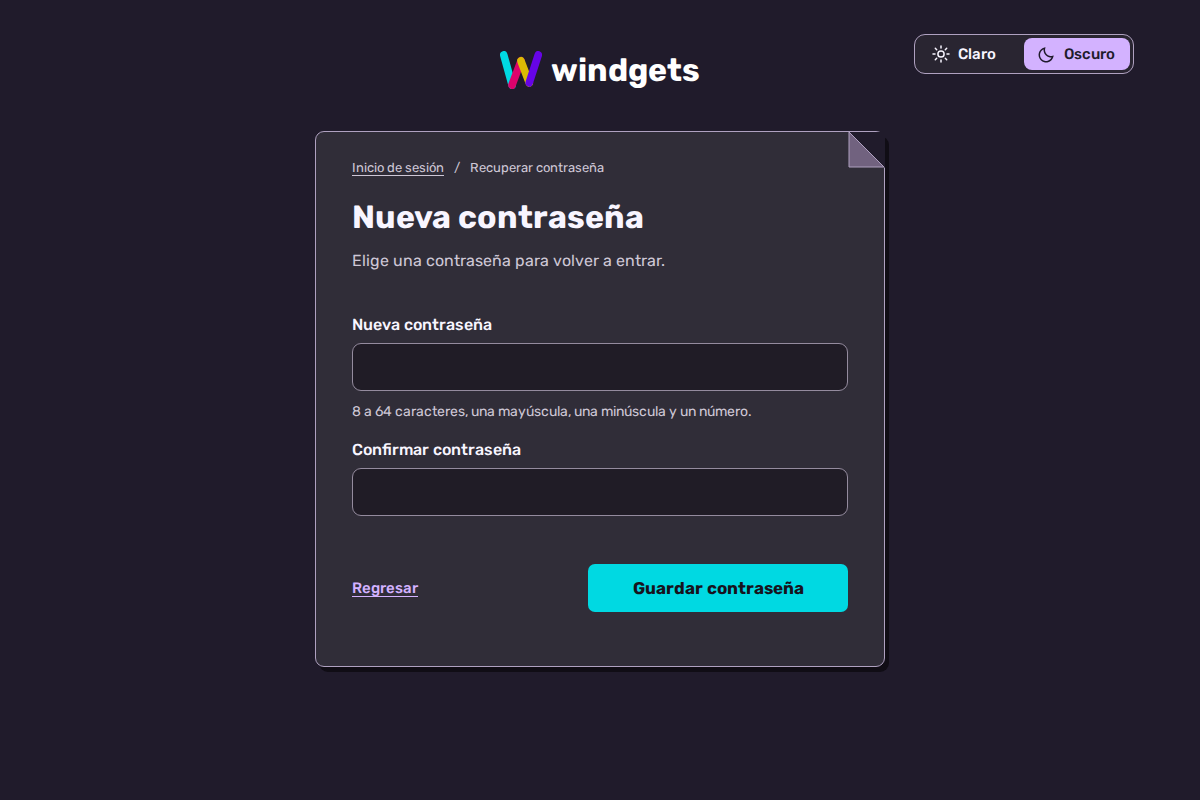 windgets
Claro
Oscuro
Inicio de sesión / Recuperar contraseña
Nueva contraseña
Elige una contraseña para volver a entrar.
Nueva contraseña
8 a 64 caracteres, una mayúscula, una minúscula y un número.
Confirmar contraseña
Regresar
Guardar contraseña